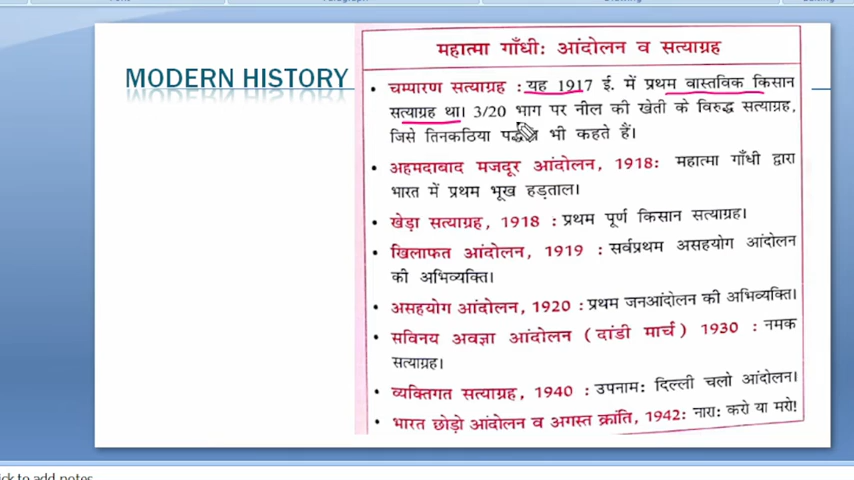 महात्मा गाँधी: आंदोलन व सत्याग्रह
MODERN HISTORY
• चम्पारण सत्याग्रह : यह 1917 ई. में प्रथम वास्तविक किसान
सत्याग्रह था। 3/20 भाग पर नील की खेती के विरुद्ध सत्याग्रह,
जिसे तिनकठिया भी कहते हैं।
• अहमदाबाद मजदूर आंदोलन, 1918: महात्मा गाँधी द्वारा
भारत में प्रथम भूख हड़ताल।
• खेड़ा सत्याग्रह, 1918 : प्रथम पूर्ण किसान सत्याग्रह।
• खिलाफत आंदोलन, 1919 : सर्वप्रथम असहयोग आंदोलन
की अभिव्यक्ति।
• असहयोग आंदोलन, 1920 : प्रथम जनआंदोलन की अभिव्यक्ति।
• सविनय अवज्ञा आंदोलन (दांडी मार्च) 1930 : नमक
सत्याग्रह।
• व्यक्तिगत सत्याग्रह, 1940 : उपनाम: दिल्ली चलो आंदोलन।
• भारत छोड़ो आंदोलन व अगस्त क्रांति, 1942: नारा: करो या मरो!
to add notes